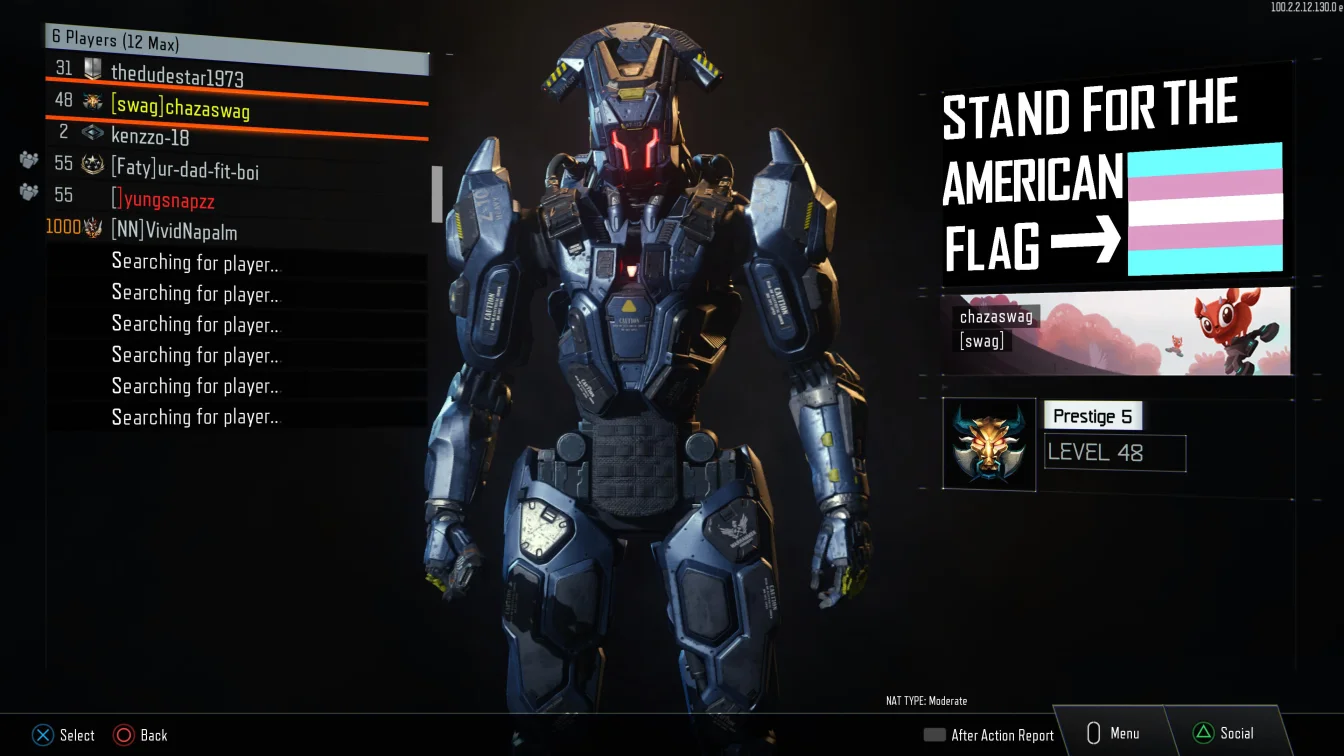 100.2.2.12.130.0 e
6 Players (12 Max)
31 thedudestar1973
48 [swag]chazaswag
2 kenzzo-18
55 [Faty]ur-dad-fit-boi
55 []yungsnapzz
1000 [NN]VividNapalm
Searching for player...
Searching for player...
Searching for player...
Searching for player...
Searching for player...
Searching for player...
STAND FOR THE
AMERICAN
FLAG
chazaswag
[swag]
Prestige 5
LEVEL 48
CAUTION
CAUTION
CAUTION
NAT TYPE: Moderate
Select
Back
After Action Report
Menu
Social